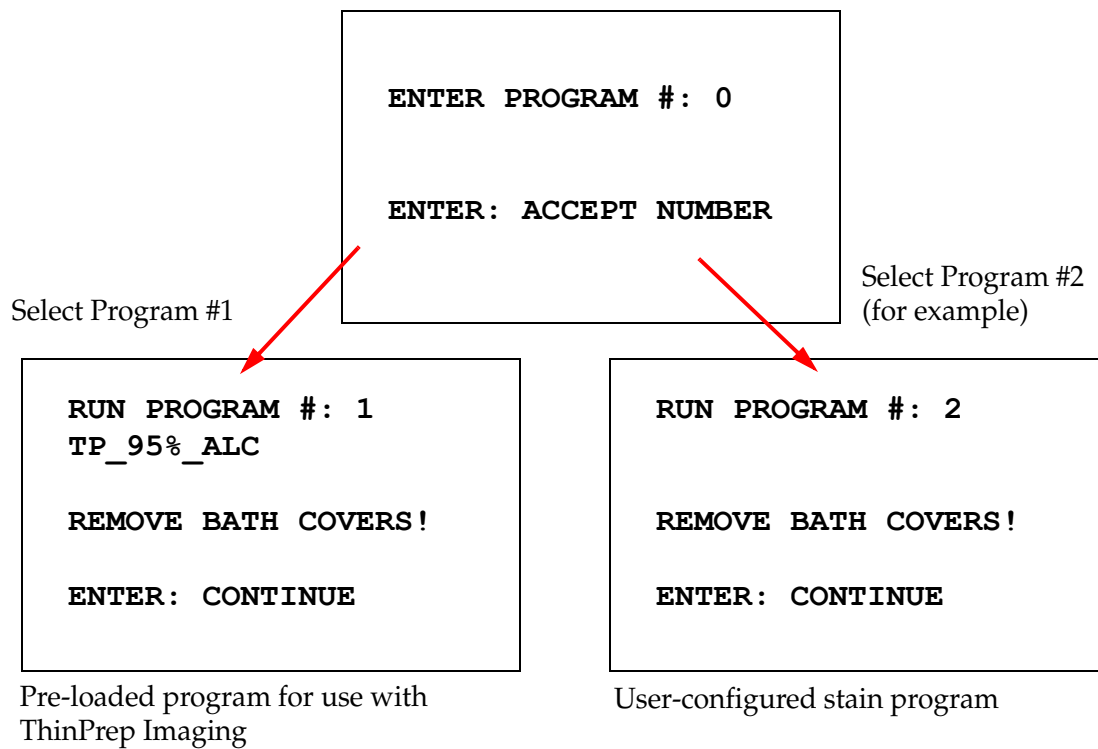 ENTER PROGRAM #: 0
ENTER: ACCEPT NUMBER
Select Program #1
Select Program #2
(for example)
RUN PROGRAM #: 1
TP_95%_ALC
REMOVE BATH COVERS!
ENTER: CONTINUE
RUN PROGRAM #: 2
REMOVE BATH COVERS!
ENTER: CONTINUE
Pre-loaded program for use with
ThinPrep Imaging
User-configured stain program